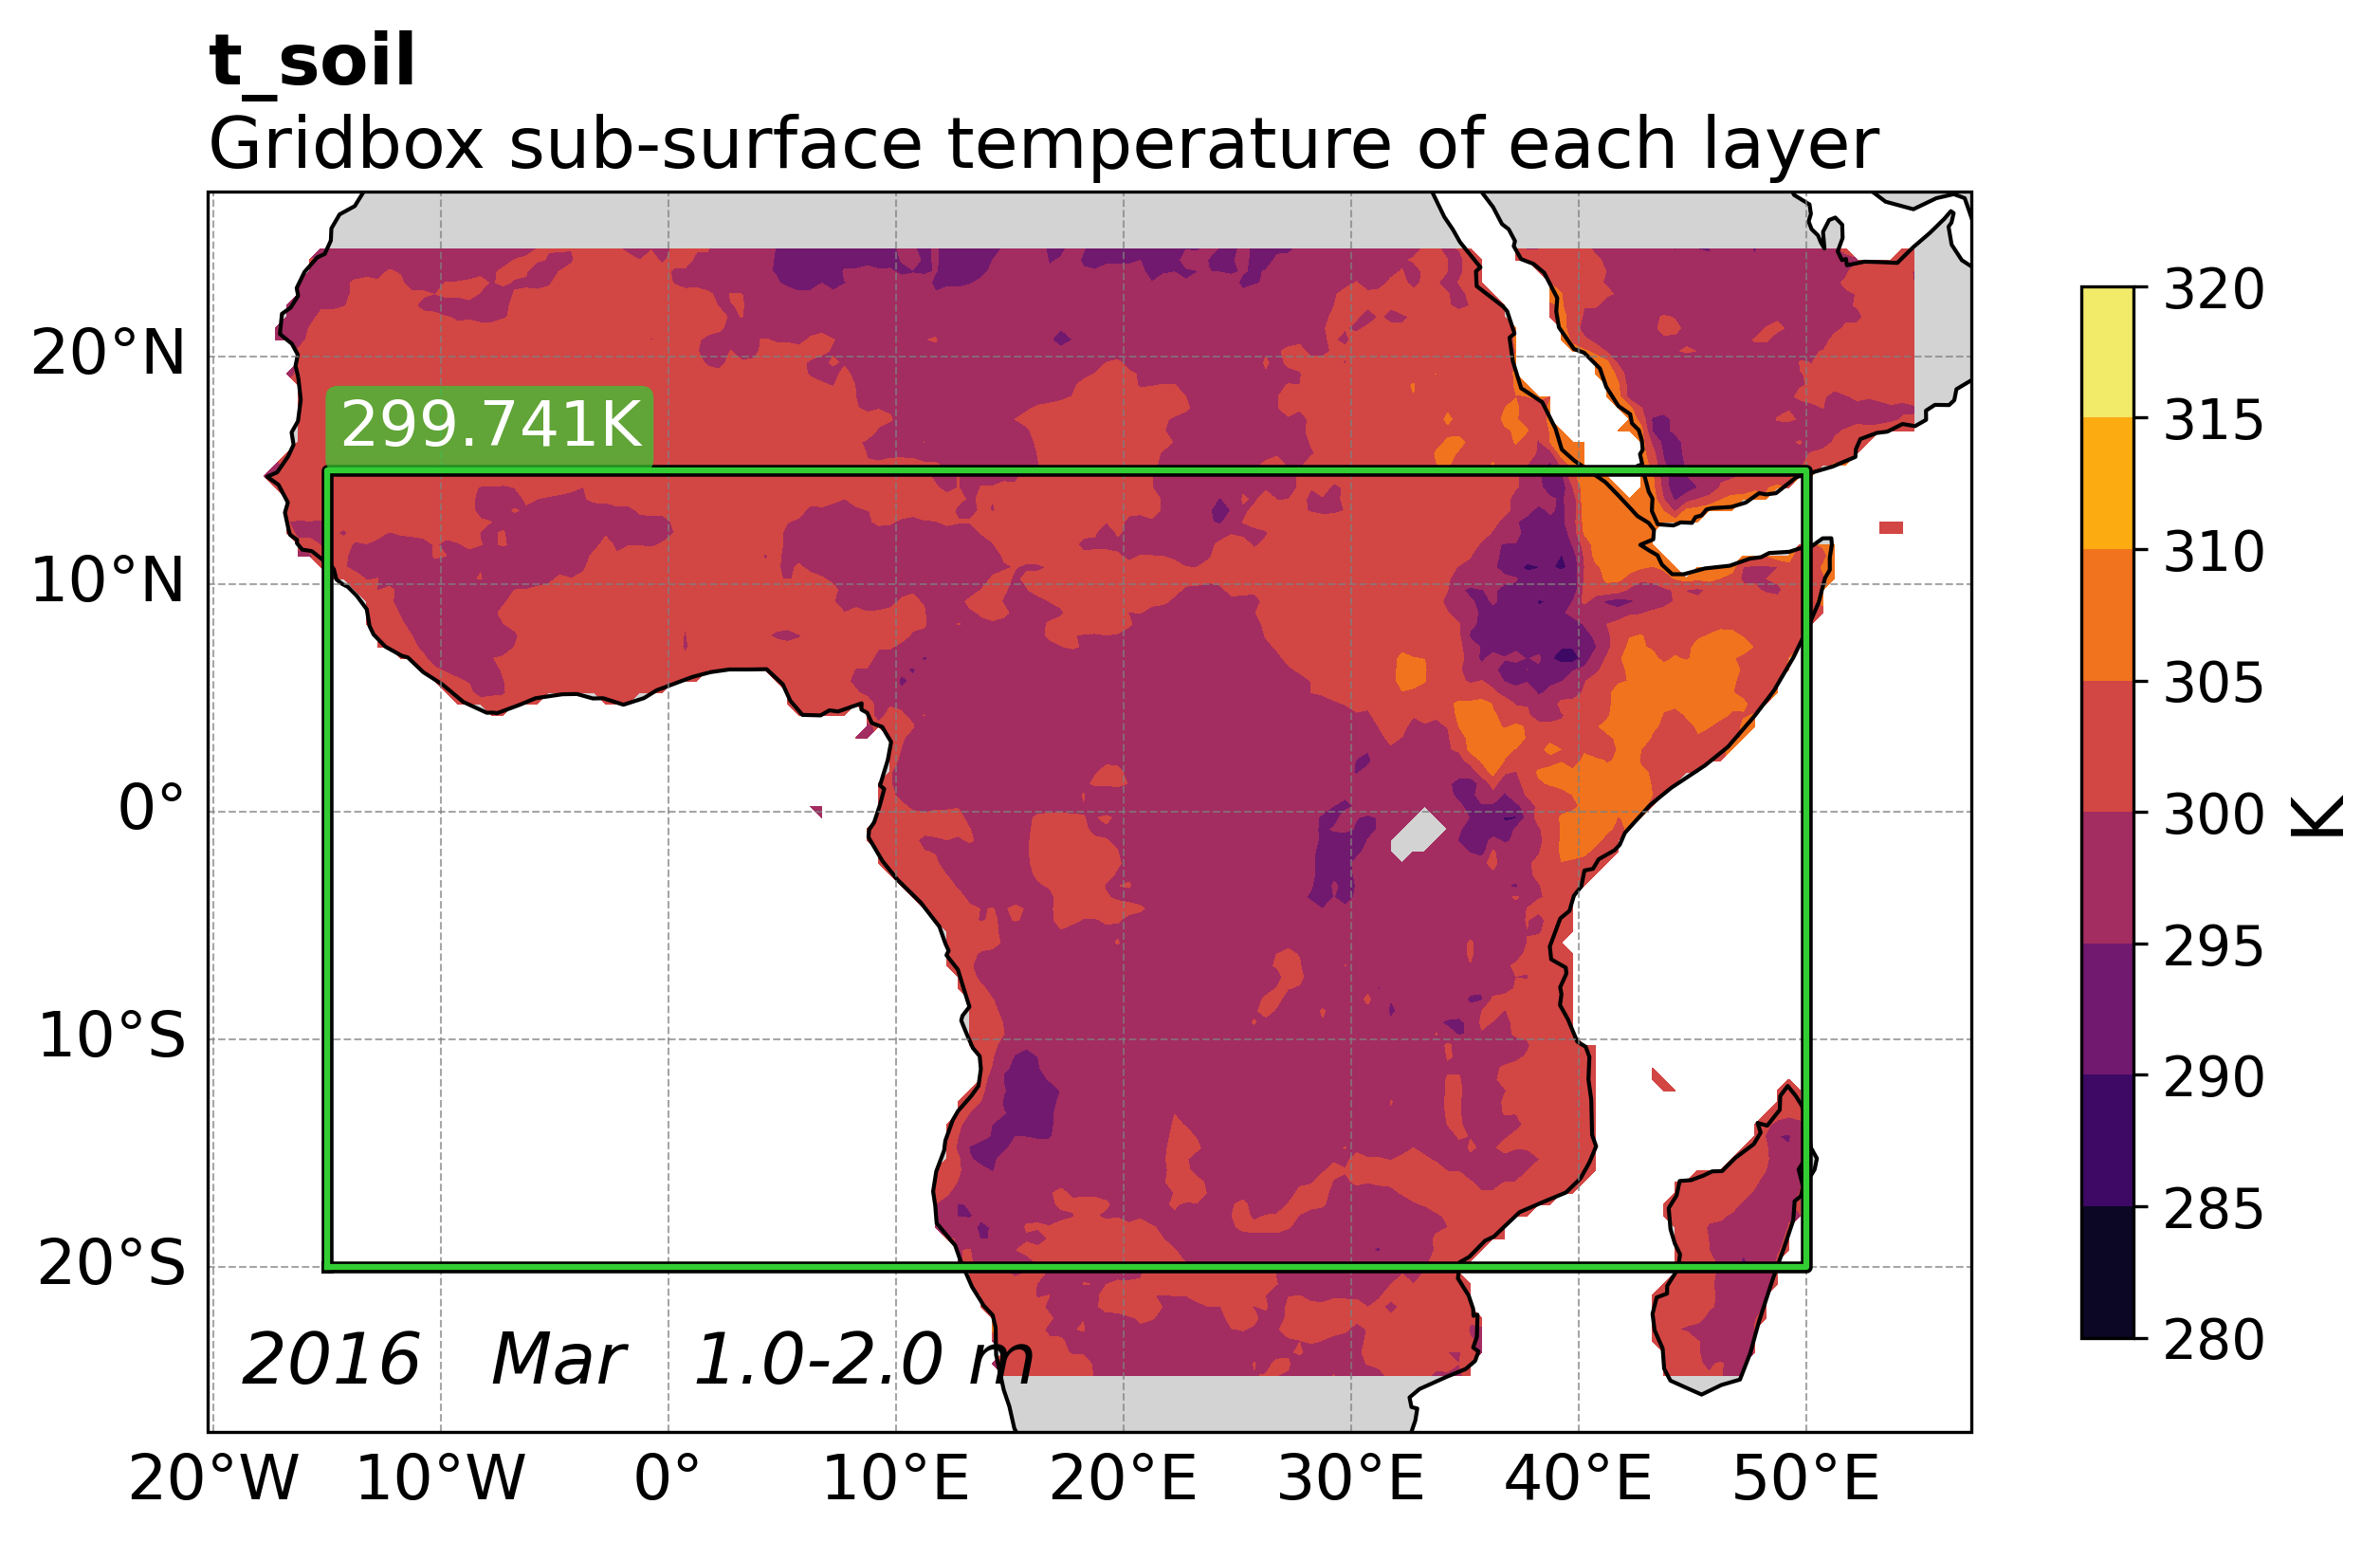 t_soil
Gridbox sub-surface temperature of each layer
320
315
310
305
300
295
290
285
280
K
20°N
10°N
0°
10°S
20°S
299.741K
2016 Mar 1.0-2.0 m
20°W 10°W 0° 10°E 20°E 30°E 40°E 50°E